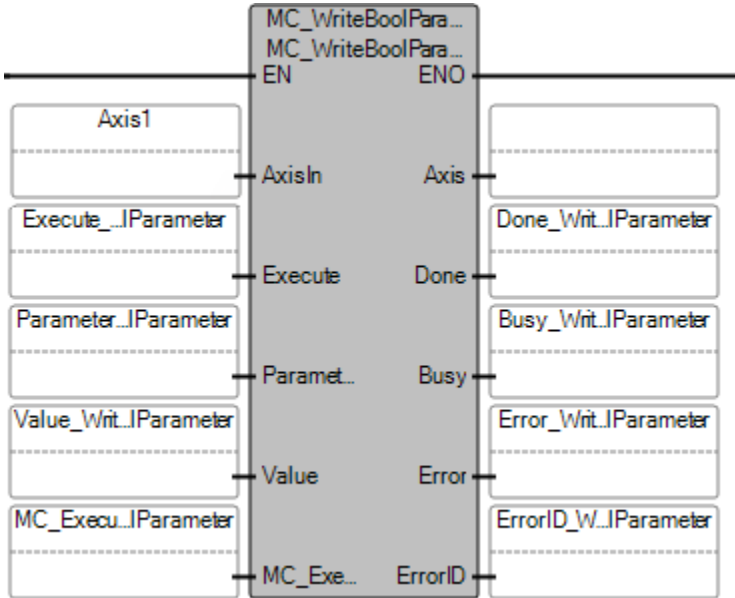 MC_WriteBoolPara...
MC_WriteBoolPara...
EN ENO
Axis1
AxisIn Axis
Execute_...lParameter Done_Writ...lParameter
Execute Done
Parameter...lParameter Busy_Writ...lParameter
Paramet... Busy
Value_Writ...lParameter Error_Writ...lParameter
Value Error
MC_Execu...lParameter ErrorID_W...lParameter
MC_Exe... ErrorID